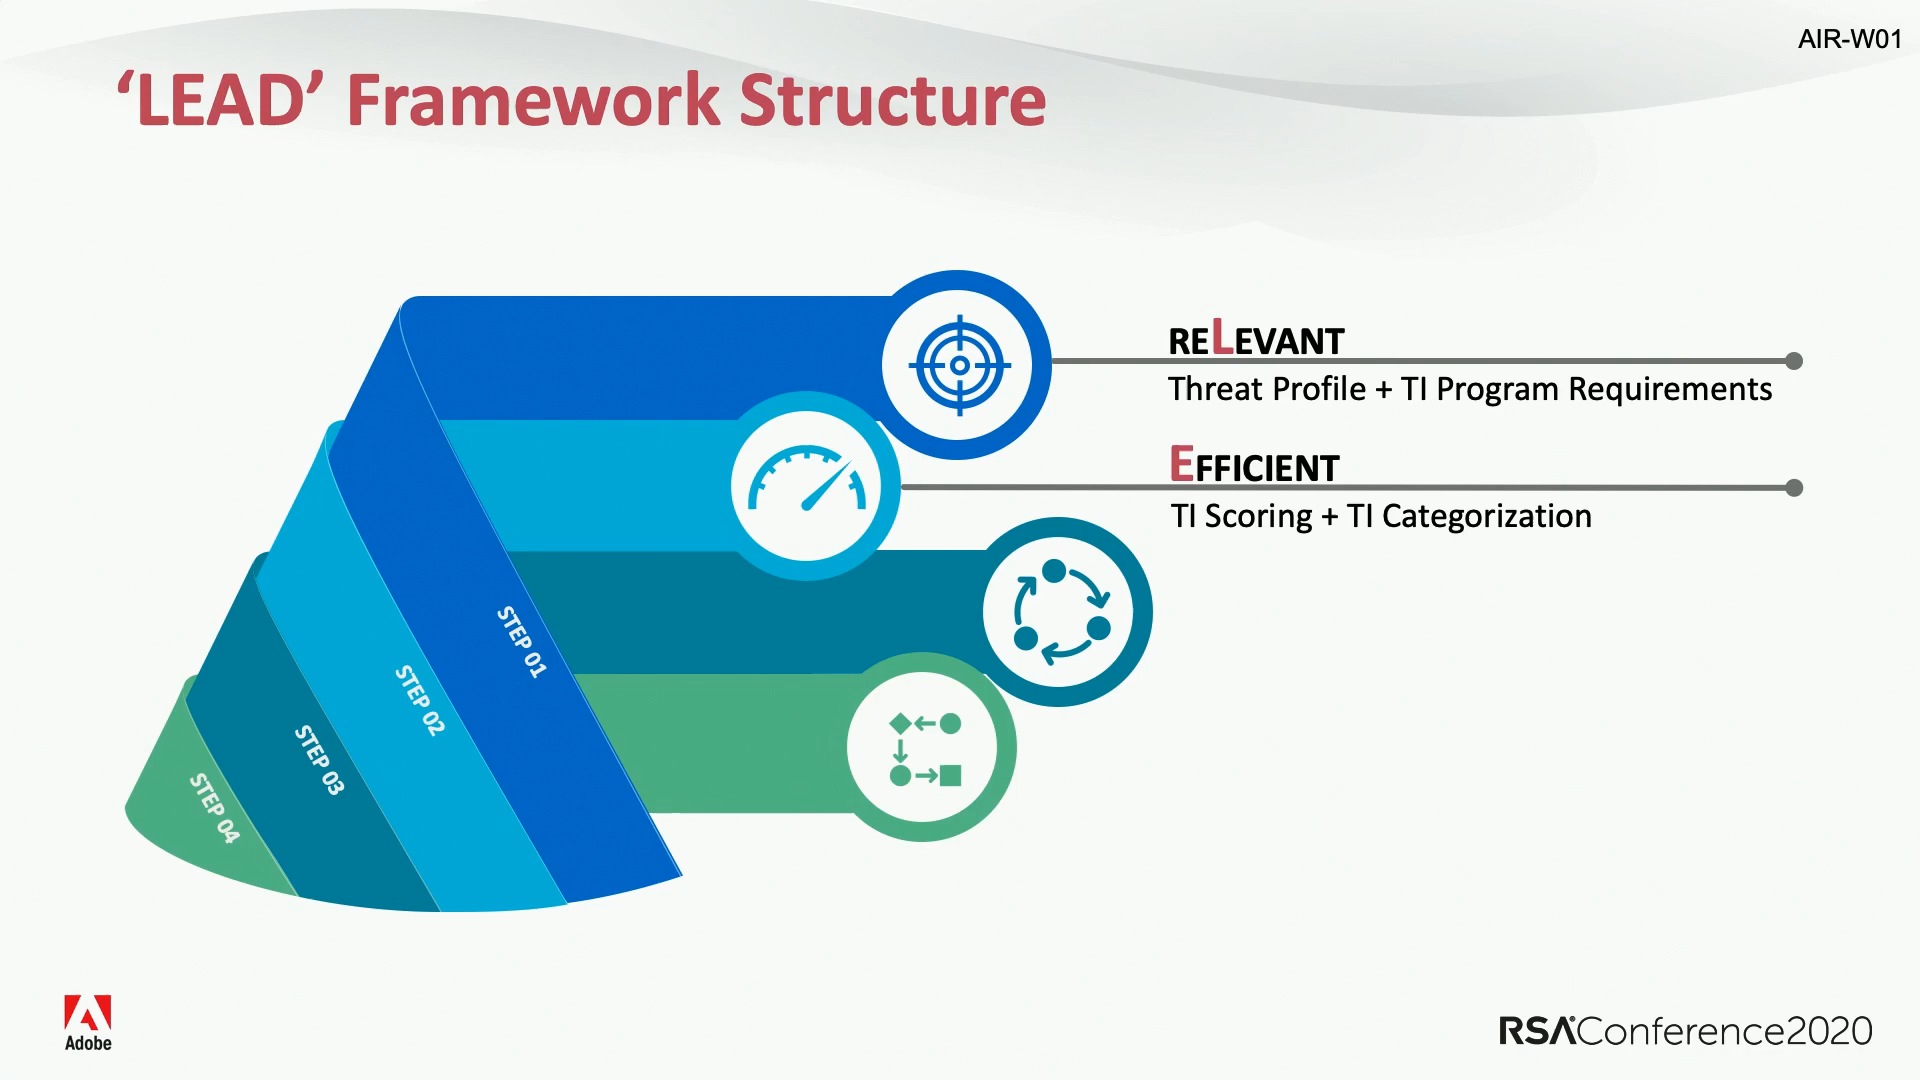 AIR-W01
‘LEAD’ Framework Structure
RELEVANT
Threat Profile + TI Program Requirements
EFFICIENT
TI Scoring + TI Categorization
STEP 01
STEP 02
STEP 03
STEP 04
Adobe
RSAConference2020